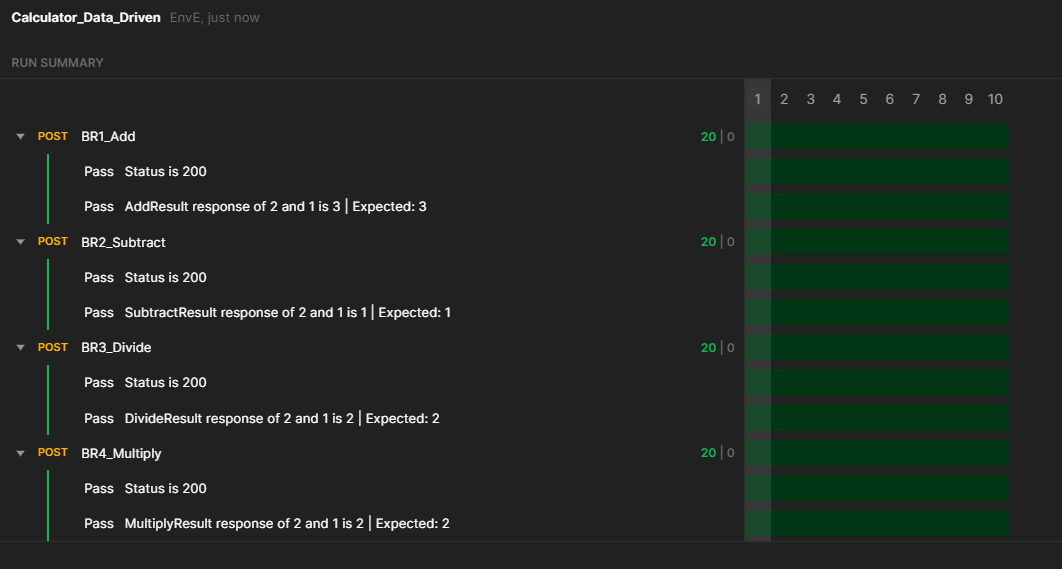 Calculator_Data_Driven EnvE, just now
RUN SUMMARY
1 2 3 4 5 6 7 8 9 10
POST BR1_Add 20 | 0
Pass Status is 200
Pass AddResult response of 2 and 1 is 3 | Expected: 3
POST BR2_Subtract 20 | 0
Pass Status is 200
Pass SubtractResult response of 2 and 1 is 1 | Expected: 1
POST BR3_Divide 20 | 0
Pass Status is 200
Pass DivideResult response of 2 and 1 is 2 | Expected: 2
POST BR4_Multiply 20 | 0
Pass Status is 200
Pass MultiplyResult response of 2 and 1 is 2 | Expected: 2